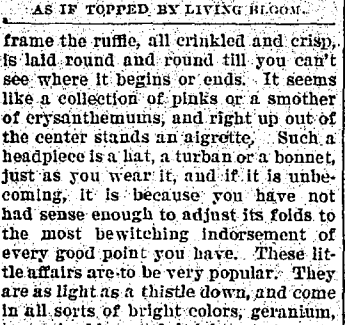 AS IF TOPPED BY LIVING BLOOM.
frame the ruffle, all crinkled and crisp,
is laid round and round till you can't
see where it begins or ends. It seems
like a collection of pinks or a smother
of crysanthemums, and right up out of
the center stands an aigrette. Such a
headpiece is a hat, a turban or a bonnet,
just as you wear it, and if it is unbe-
coming, it is because you have not
had sense enough to adjust its folds to
the most bewitching indorsement of
every good point you have. These lit-
tle affairs are to be very popular. They
are as light as a thistle down, and come
in all sorts of bright colors, geranium,